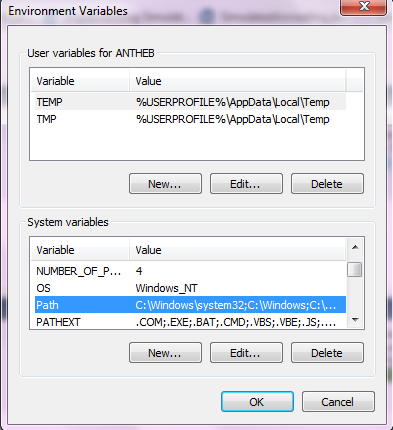 Environment Variables
User variables for ANTHEB
Variable Value
TEMP %USERPROFILE%\AppData\Local\Temp
TMP %USERPROFILE%\AppData\Local\Temp
New... Edit... Delete
System variables
Variable Value
NUMBER_OF_P... 4
OS Windows_NT
Path C:\Windows\system32;C:\Windows;C:\...
PATHEXT .COM;.EXE;.BAT;.CMD;.VBS;.VBE;.JS;....
New... Edit... Delete
OK Cancel